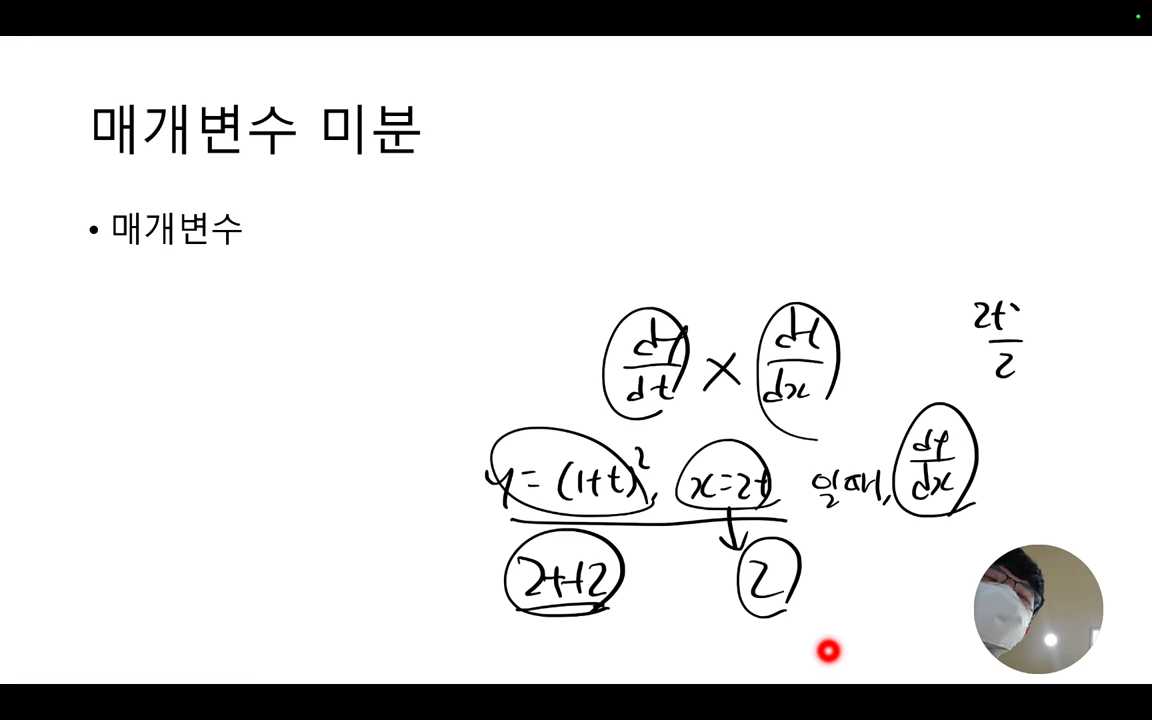 매개변수 미분
• 매개변수
dy/dt × dt/dx
2t
2
y = (1+t)², x=2t 일때, dy/dx
2t+2 2